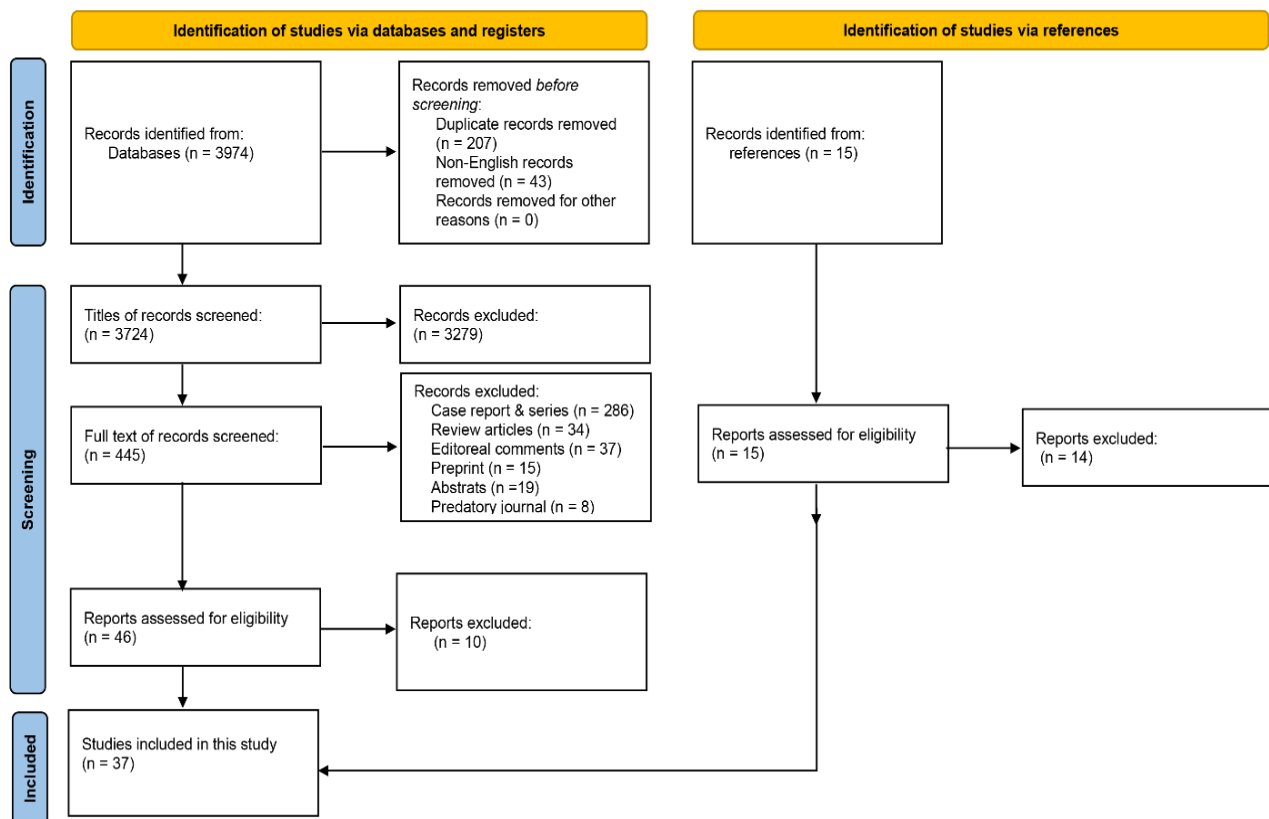 Identification of studies via databases and registers
Identification of studies via references
Identification
Records identified from:
Databases (n = 3974)
Records removed before
screening:
Duplicate records removed
(n = 207)
Non-English records
removed (n = 43)
Records removed for other
reasons (n = 0)
Records identified from:
references (n = 15)
Screening
Titles of records screened:
(n = 3724)
Records excluded:
(n = 3279)
Full text of records screened:
(n = 445)
Records excluded:
Case report & series (n = 286)
Review articles (n = 34)
Editoreal comments (n = 37)
Preprint (n = 15)
Abstrats (n =19)
Predatory journal (n = 8)
Reports assessed for eligibility
(n = 15)
Reports excluded:
(n = 14)
Reports assessed for eligibility
(n = 46)
Reports excluded:
(n = 10)
Included
Studies included in this study
(n = 37)